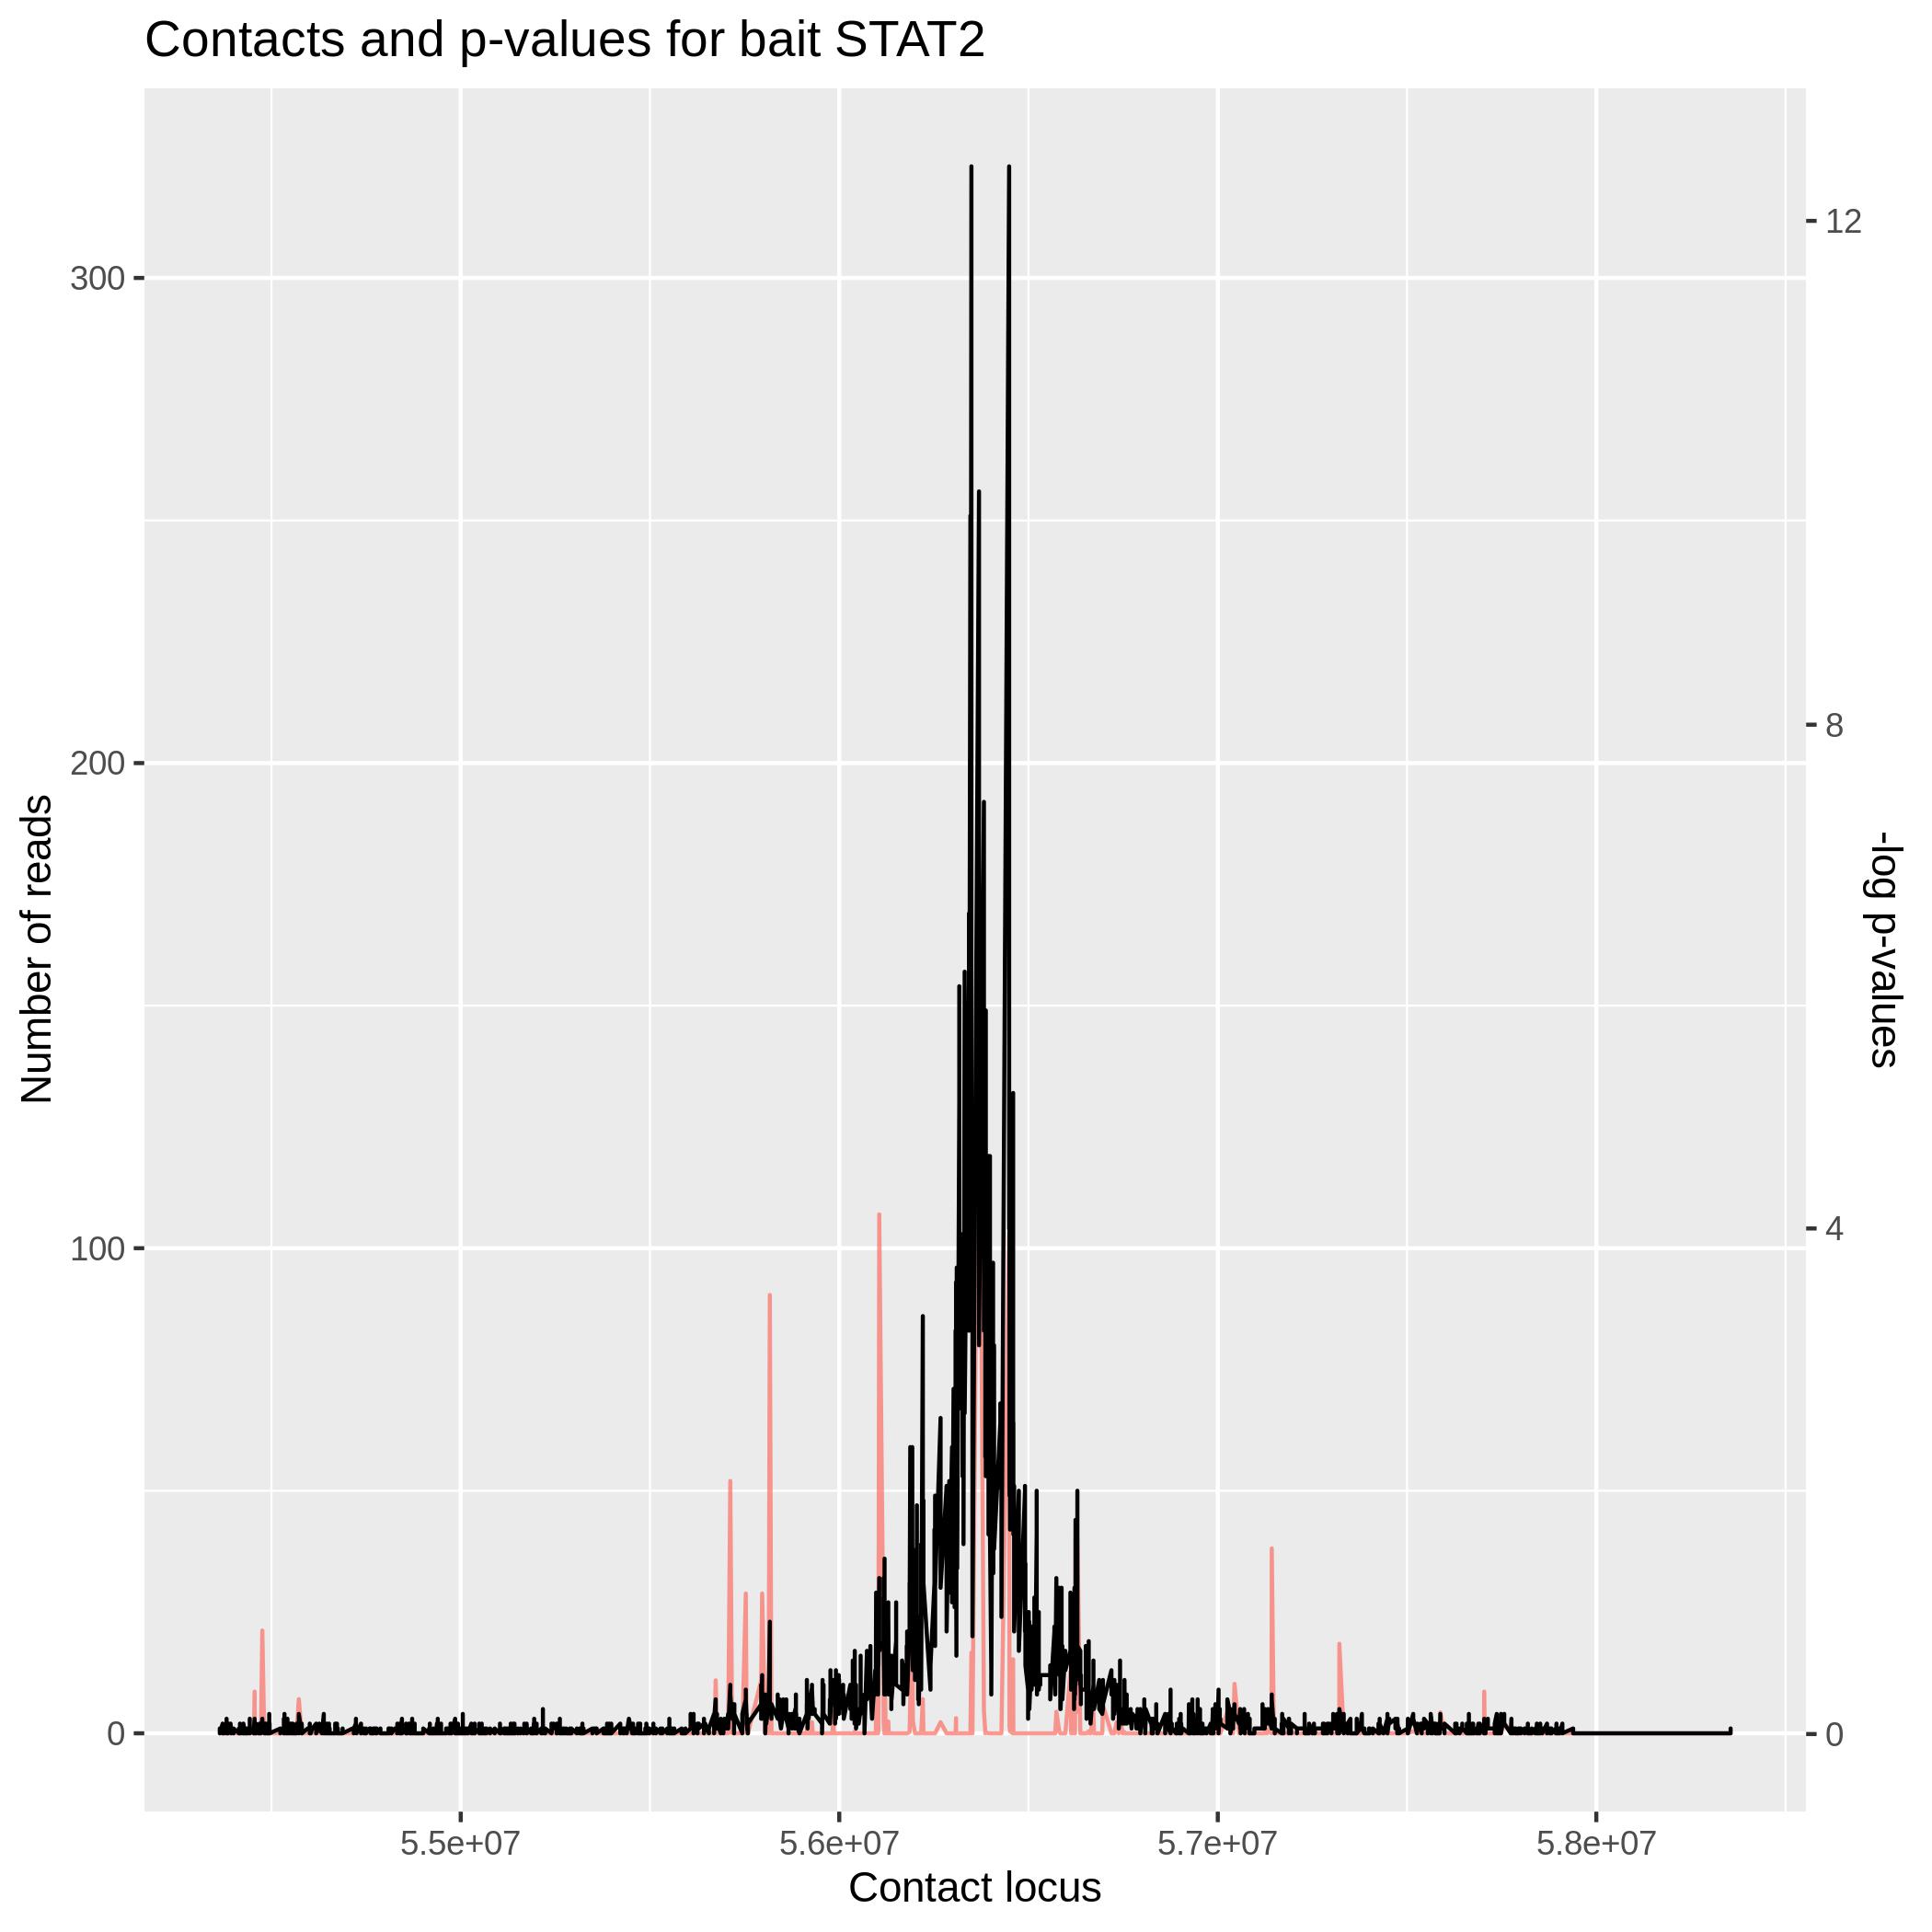 Contacts and p-values for bait STAT2
Number of reads
300
200
100
0
12
8
4
0
-log p-values
5.5e+07
5.6e+07
5.7e+07
5.8e+07
Contact locus